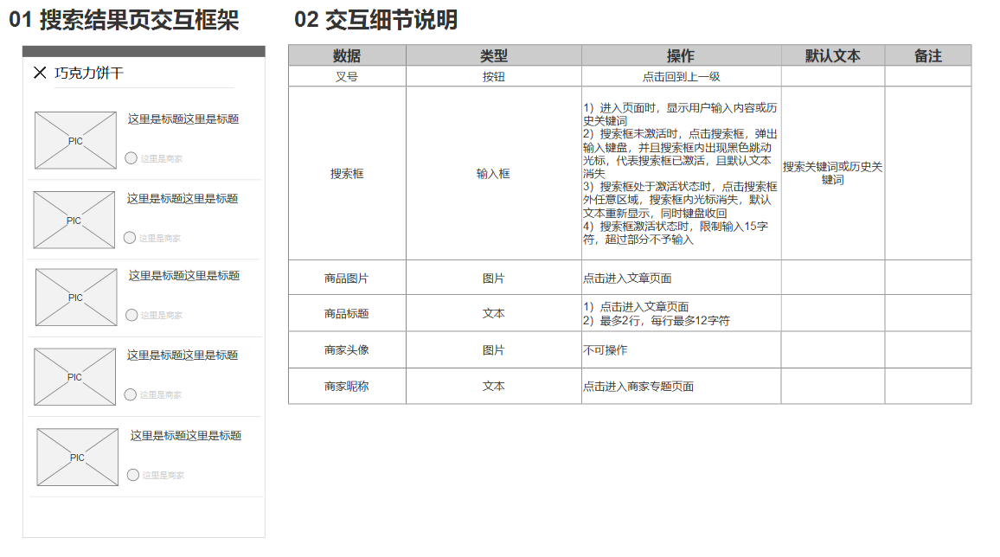 01 搜索结果页交互框架
巧克力饼干
PIC
这里是标题这里是标题
这里是商家
PIC
这里是标题这里是标题
这里是商家
PIC
这里是标题这里是标题
这里是商家
PIC
这里是标题这里是标题
这里是商家
PIC
这里是标题这里是标题
这里是商家
02 交互细节说明
数据 类型 操作 默认文本 备注
叉号 按钮 点击回到上一级
搜索框
输入框
1）进入页面时，显示用户输入内容或历
史关键词
2）搜索框未激活时，点击搜索框，弹出
输入键盘，并且搜索框内出现黑色跳动
光标，代表搜索框已激活，且默认文本
消失
3）搜索框处于激活状态时，点击搜索框
外任意区域，搜索框内光标消失，默认
文本重新显示，同时键盘收回
4）搜索框激活状态时，限制输入15字
符，超过部分不予输入
搜索关键词或历史关
键词
商品图片 图片 点击进入文章页面
商品标题 文本
1）点击进入文章页面
2）最多2行，每行最多12字符
商家头像 图片 不可操作
商家昵称 文本 点击进入商家专题页面